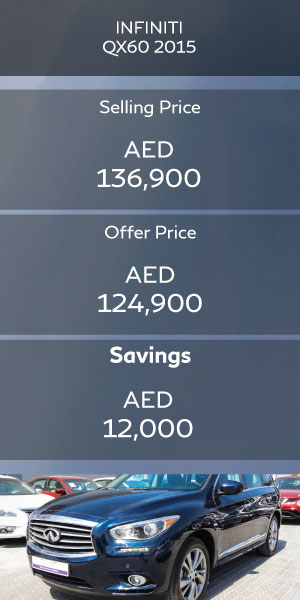 INFINITI
QX60 2015
Selling Price
AED
136,900
Offer Price
AED
124,900
Savings
AED
12,000